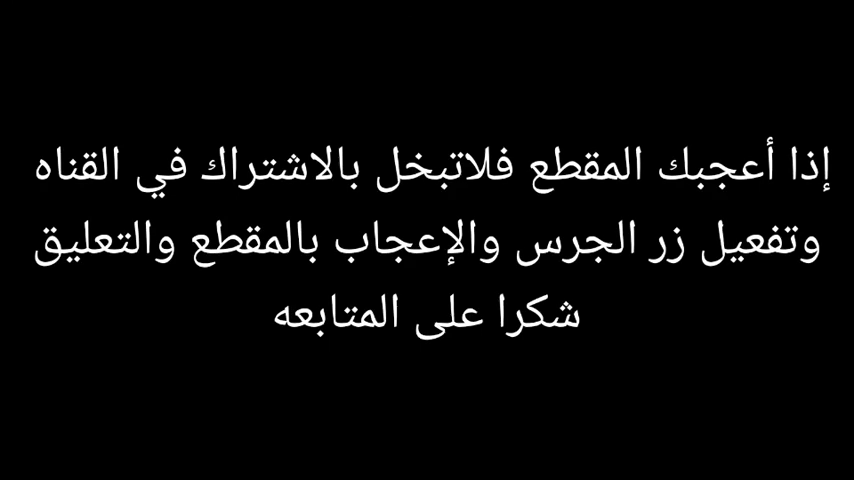 إذا أعجبك المقطع فلاتبخل بالاشتراك في القناه
وتفعيل زر الجرس والإعجاب بالمقطع والتعليق
شكرا على المتابعه